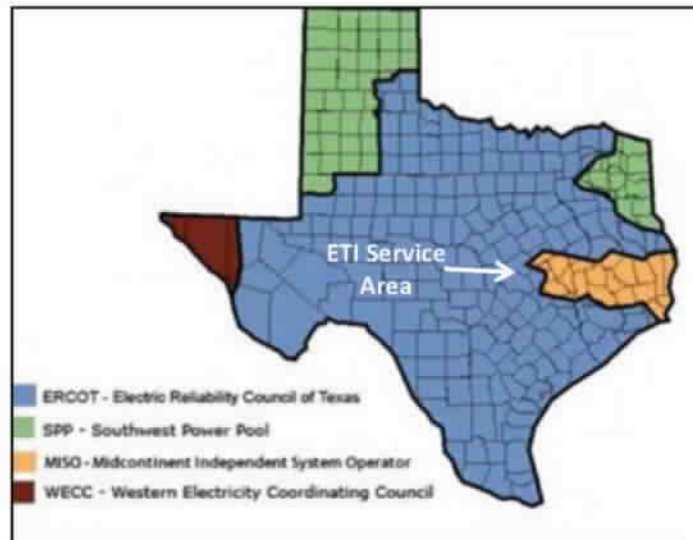 ETI Service
Area
ERCOT - Electric Reliability Council of Texas
SPP - Southwest Power Pool
MISO - Midcontinent Independent System Operator
WECC - Western Electricity Coordinating Council